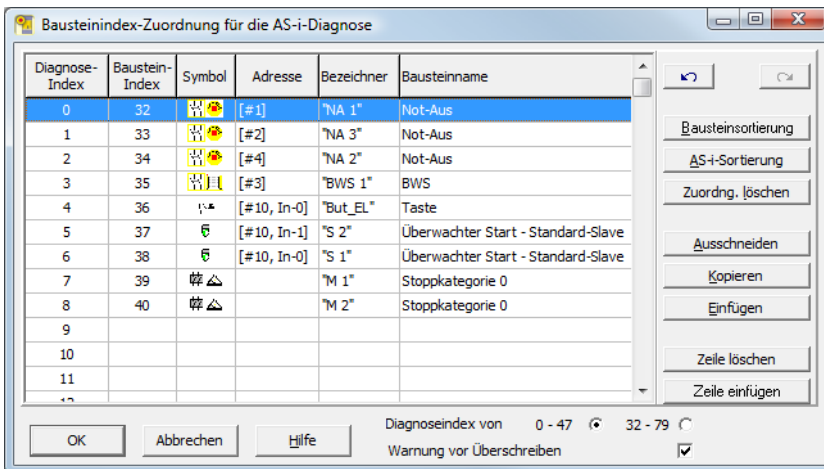 Bausteinindex-Zuordnung für die AS-i-Diagnose
Diagnose-Index Baustein-Index Symbol Adresse Bezeichner Bausteinname
0 32 [#1] "NA 1" Not-Aus
1 33 [#2] "NA 3" Not-Aus
2 34 [#4] "NA 2" Not-Aus
3 35 [#3] "BWS 1" BWS
4 36 [#10, In-0] "But_EL" Taste
5 37 [#10, In-1] "S 2" Überwachter Start - Standard-Slave
6 38 [#10, In-0] "S 1" Überwachter Start - Standard-Slave
7 39 "M 1" Stoppkategorie 0
8 40 "M 2" Stoppkategorie 0
9
10
11
12
Bausteinsortierung
AS-i-Sortierung
Zuordng. löschen
Ausschneiden
Kopieren
Einfügen
Zeile löschen
Zeile einfügen
OK Abbrechen Hilfe
Diagnoseindex von 0 - 47 32 - 79
Warnung vor Überschreiben